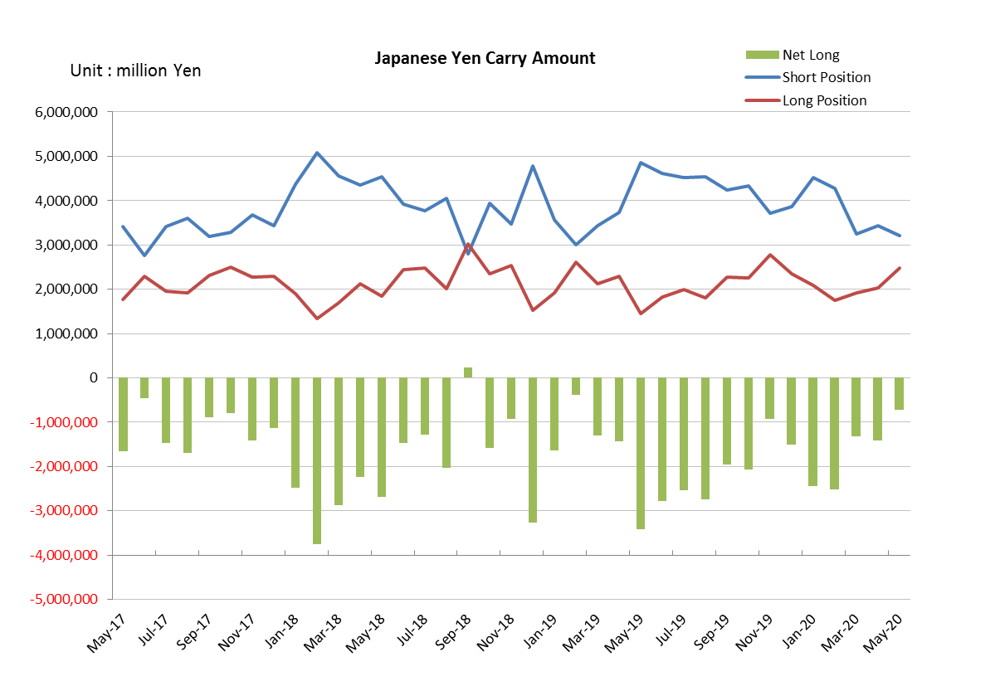 Japanese Yen Carry Amount
Unit : million Yen
Net Long
Short Position
Long Position
6,000,000
5,000,000
4,000,000
3,000,000
2,000,000
1,000,000
0
-1,000,000
-2,000,000
-3,000,000
-4,000,000
-5,000,000
May-17
Jul-17
Sep-17
Nov-17
Jan-18
Mar-18
May-18
Jul-18
Sep-18
Nov-18
Jan-19
Mar-19
May-19
Jul-19
Sep-19
Nov-19
Jan-20
Mar-20
May-20